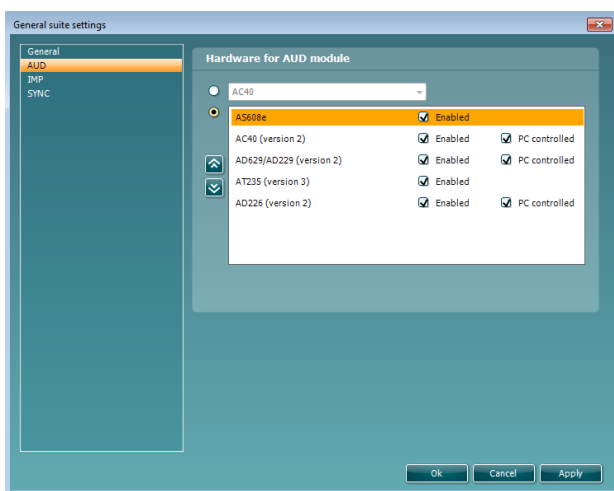 General suite settings
General
AUD
IMP
SYNC
Hardware for AUD module
AC40
AS608e Enabled
AC40 (version 2) Enabled PC controlled
AD629/AD229 (version 2) Enabled PC controlled
AT235 (version 3) Enabled
AD226 (version 2) Enabled PC controlled
Ok Cancel Apply